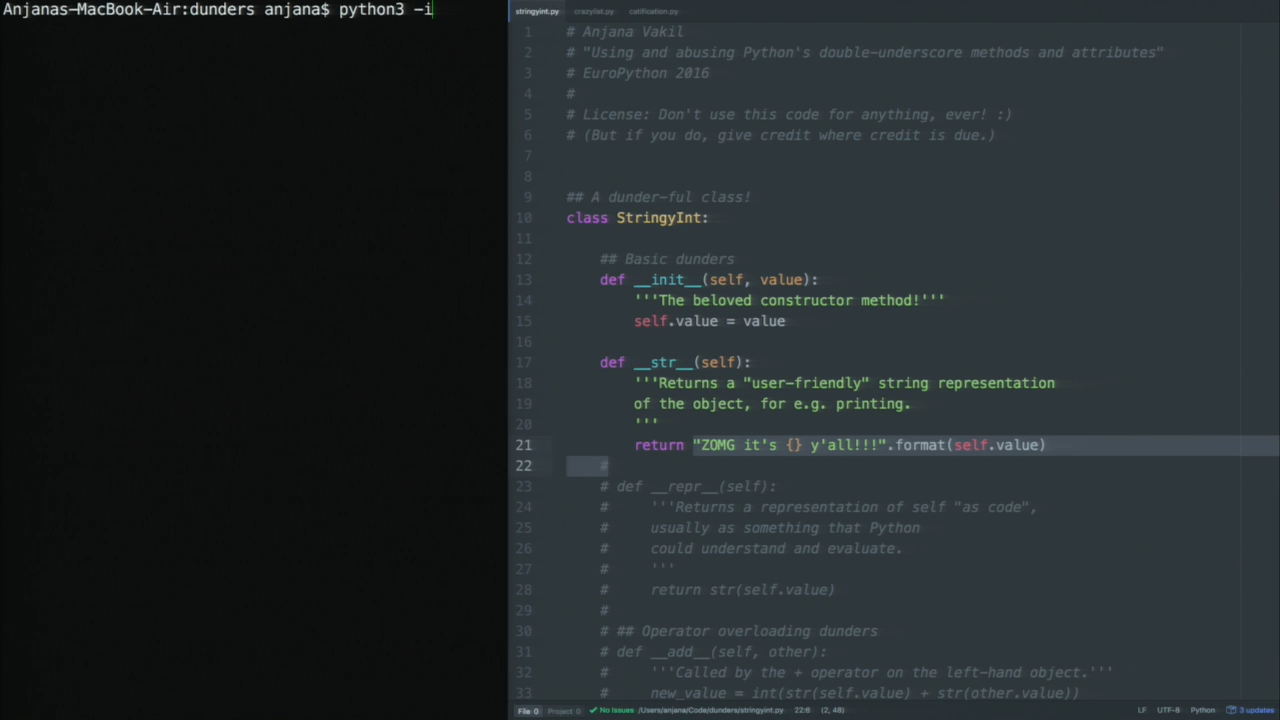 Anjanas-MacBook-Air:dunders anjana$ python3 -i
stringyint.py crazylist.py catification.py
1 # Anjana Vakil
2 # "Using and abusing Python's double-underscore methods and attributes"
3 # EuroPython 2016
4 #
5 # License: Don't use this code for anything, ever! :)
6 # (But if you do, give credit where credit is due.)
7
8
9 ## A dunder-ful class!
10 class StringyInt:
11
12 ## Basic dunders
13 def __init__(self, value):
14 '''The beloved constructor method!'''
15 self.value = value
16
17 def __str__(self):
18 '''Returns a "user-friendly" string representation
19 of the object, for e.g. printing.
20 '''
21 return "ZOMG it's {} y'all!!!".format(self.value)
22 #
23 # def __repr__(self):
24 # '''Returns a representation of self "as code",
25 # usually as something that Python
26 # could understand and evaluate.
27 # '''
28 # return str(self.value)
29 #
30 # ## Operator overloading dunders
31 # def __add__(self, other):
32 # '''Called by the + operator on the left-hand object.'''
33 # new_value = int(str(self.value) + str(other.value))
File 0 Project 0 No Issues /Users/anjana/Code/dunders/stringyint.py 22:6 (2, 48) LF UTF-8 Python 3 updates